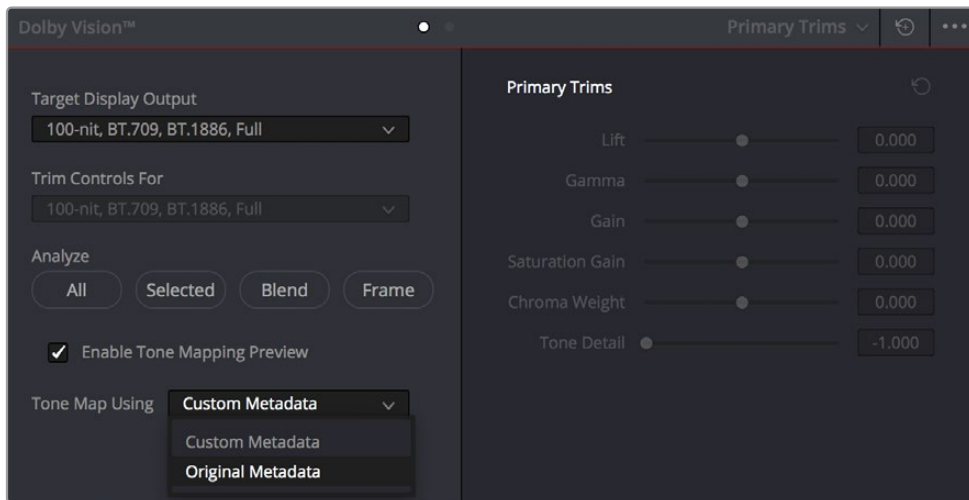 Dolby Vision™
Primary Trims
Target Display Output
100-nit, BT.709, BT.1886, Full
Trim Controls For
100-nit, BT.709, BT.1886, Full
Analyze
All Selected Blend Frame
Enable Tone Mapping Preview
Tone Map Using Custom Metadata
Custom Metadata
Original Metadata
Primary Trims
Lift 0.000
Gamma 0.000
Gain 0.000
Saturation Gain 0.000
Chroma Weight 0.000
Tone Detail -1.000